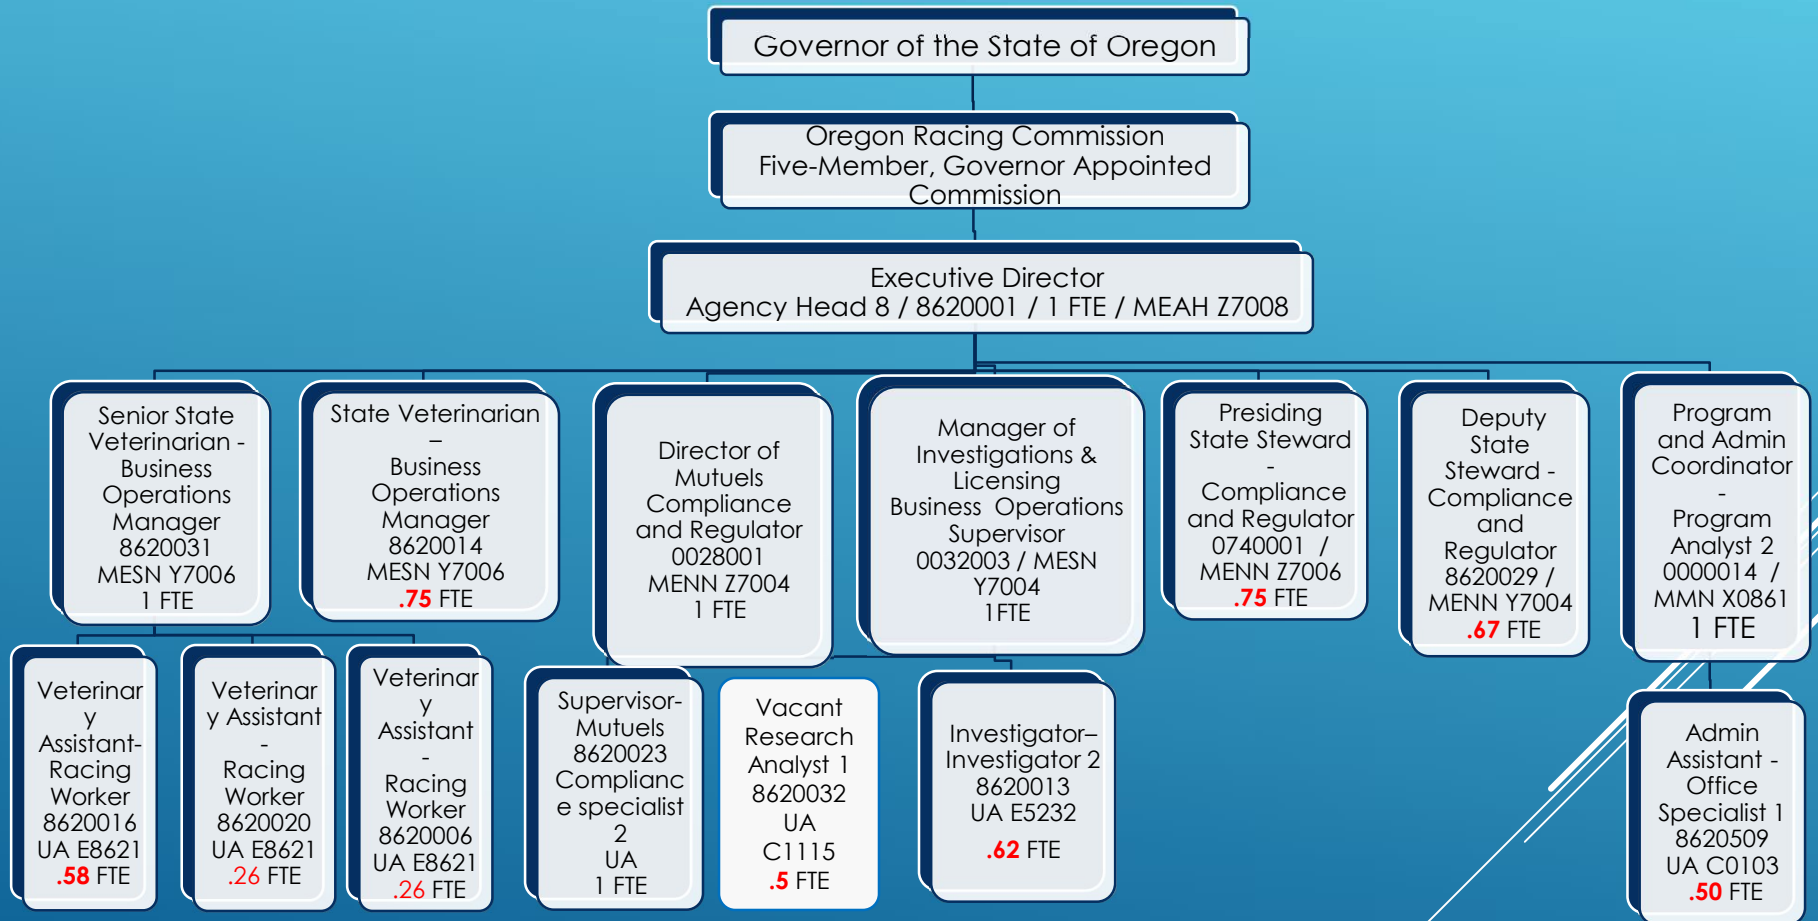 Governor of the State of Oregon
Oregon Racing Commission
Five-Member, Governor Appointed
Commission
Executive Director
Agency Head 8 / 8620001 / 1 FTE / MEAH Z7008
Senior State
Veterinarian -
Business
Operations
Manager
8620031
MESN Y7006
1 FTE
State Veterinarian
–
Business
Operations
Manager
8620014
MESN Y7006
.75 FTE
Director of
Mutuels
Compliance
and Regulator
0028001
MENN Z7004
1 FTE
Manager of
Investigations &
Licensing
Business Operations
Supervisor
0032003 / MESN
Y7004
1FTE
Presiding
State Steward
-
Compliance
and Regulator
0740001 /
MENN Z7006
.75 FTE
Deputy
State
Steward -
Compliance
and
Regulator
8620029 /
MENN Y7004
.67 FTE
Program
and Admin
Coordinator
-
Program
Analyst 2
0000014 /
MMN X0861
1 FTE
Veterinar
y
Assistant-
Racing
Worker
8620016
UA E8621
.58 FTE
Veterinar
y Assistant
-
Racing
Worker
8620020
UA E8621
.26 FTE
Veterinar
y
Assistant
-
Racing
Worker
8620006
UA E8621
.26 FTE
Supervisor-
Mutuels
8620023
Complianc
e specialist
2
UA
1 FTE
Vacant
Research
Analyst 1
8620032
UA
C1115
.5 FTE
Investigator–
Investigator 2
8620013
UA E5232
.62 FTE
Admin
Assistant -
Office
Specialist 1
8620509
UA C0103
.50 FTE